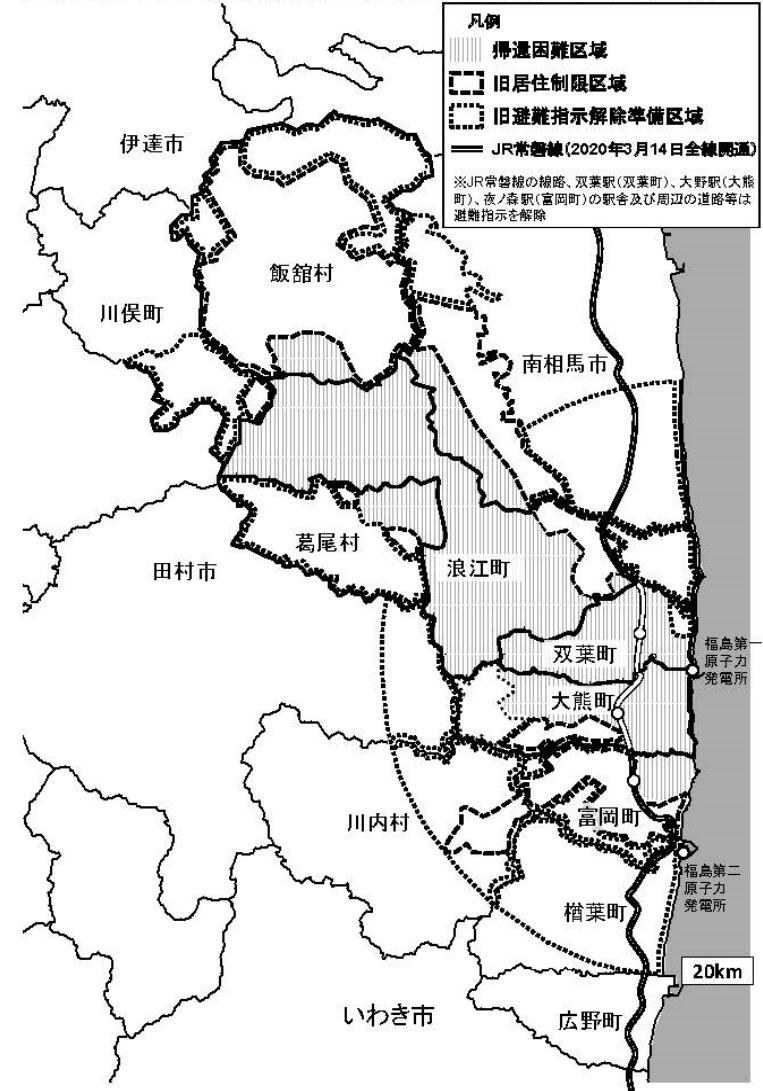 凡例
帰還困難区域
旧居住制限区域
旧避難指示解除準備区域
JR常磐線(2020年3月14日全線開通)
※JR常磐線の線路、双葉駅(双葉町)、大野駅(大熊
町)、夜ノ森駅(富岡町)の駅舎及び周辺の道路等は
避難指示を解除
伊達市
飯舘村
川俣町
南相馬市
葛尾村
浪江町
田村市
双葉町
福島第一
原子力
発電所
大熊町
川内村
富岡町
福島第二
原子力
発電所
楢葉町
20km
いわき市
広野町